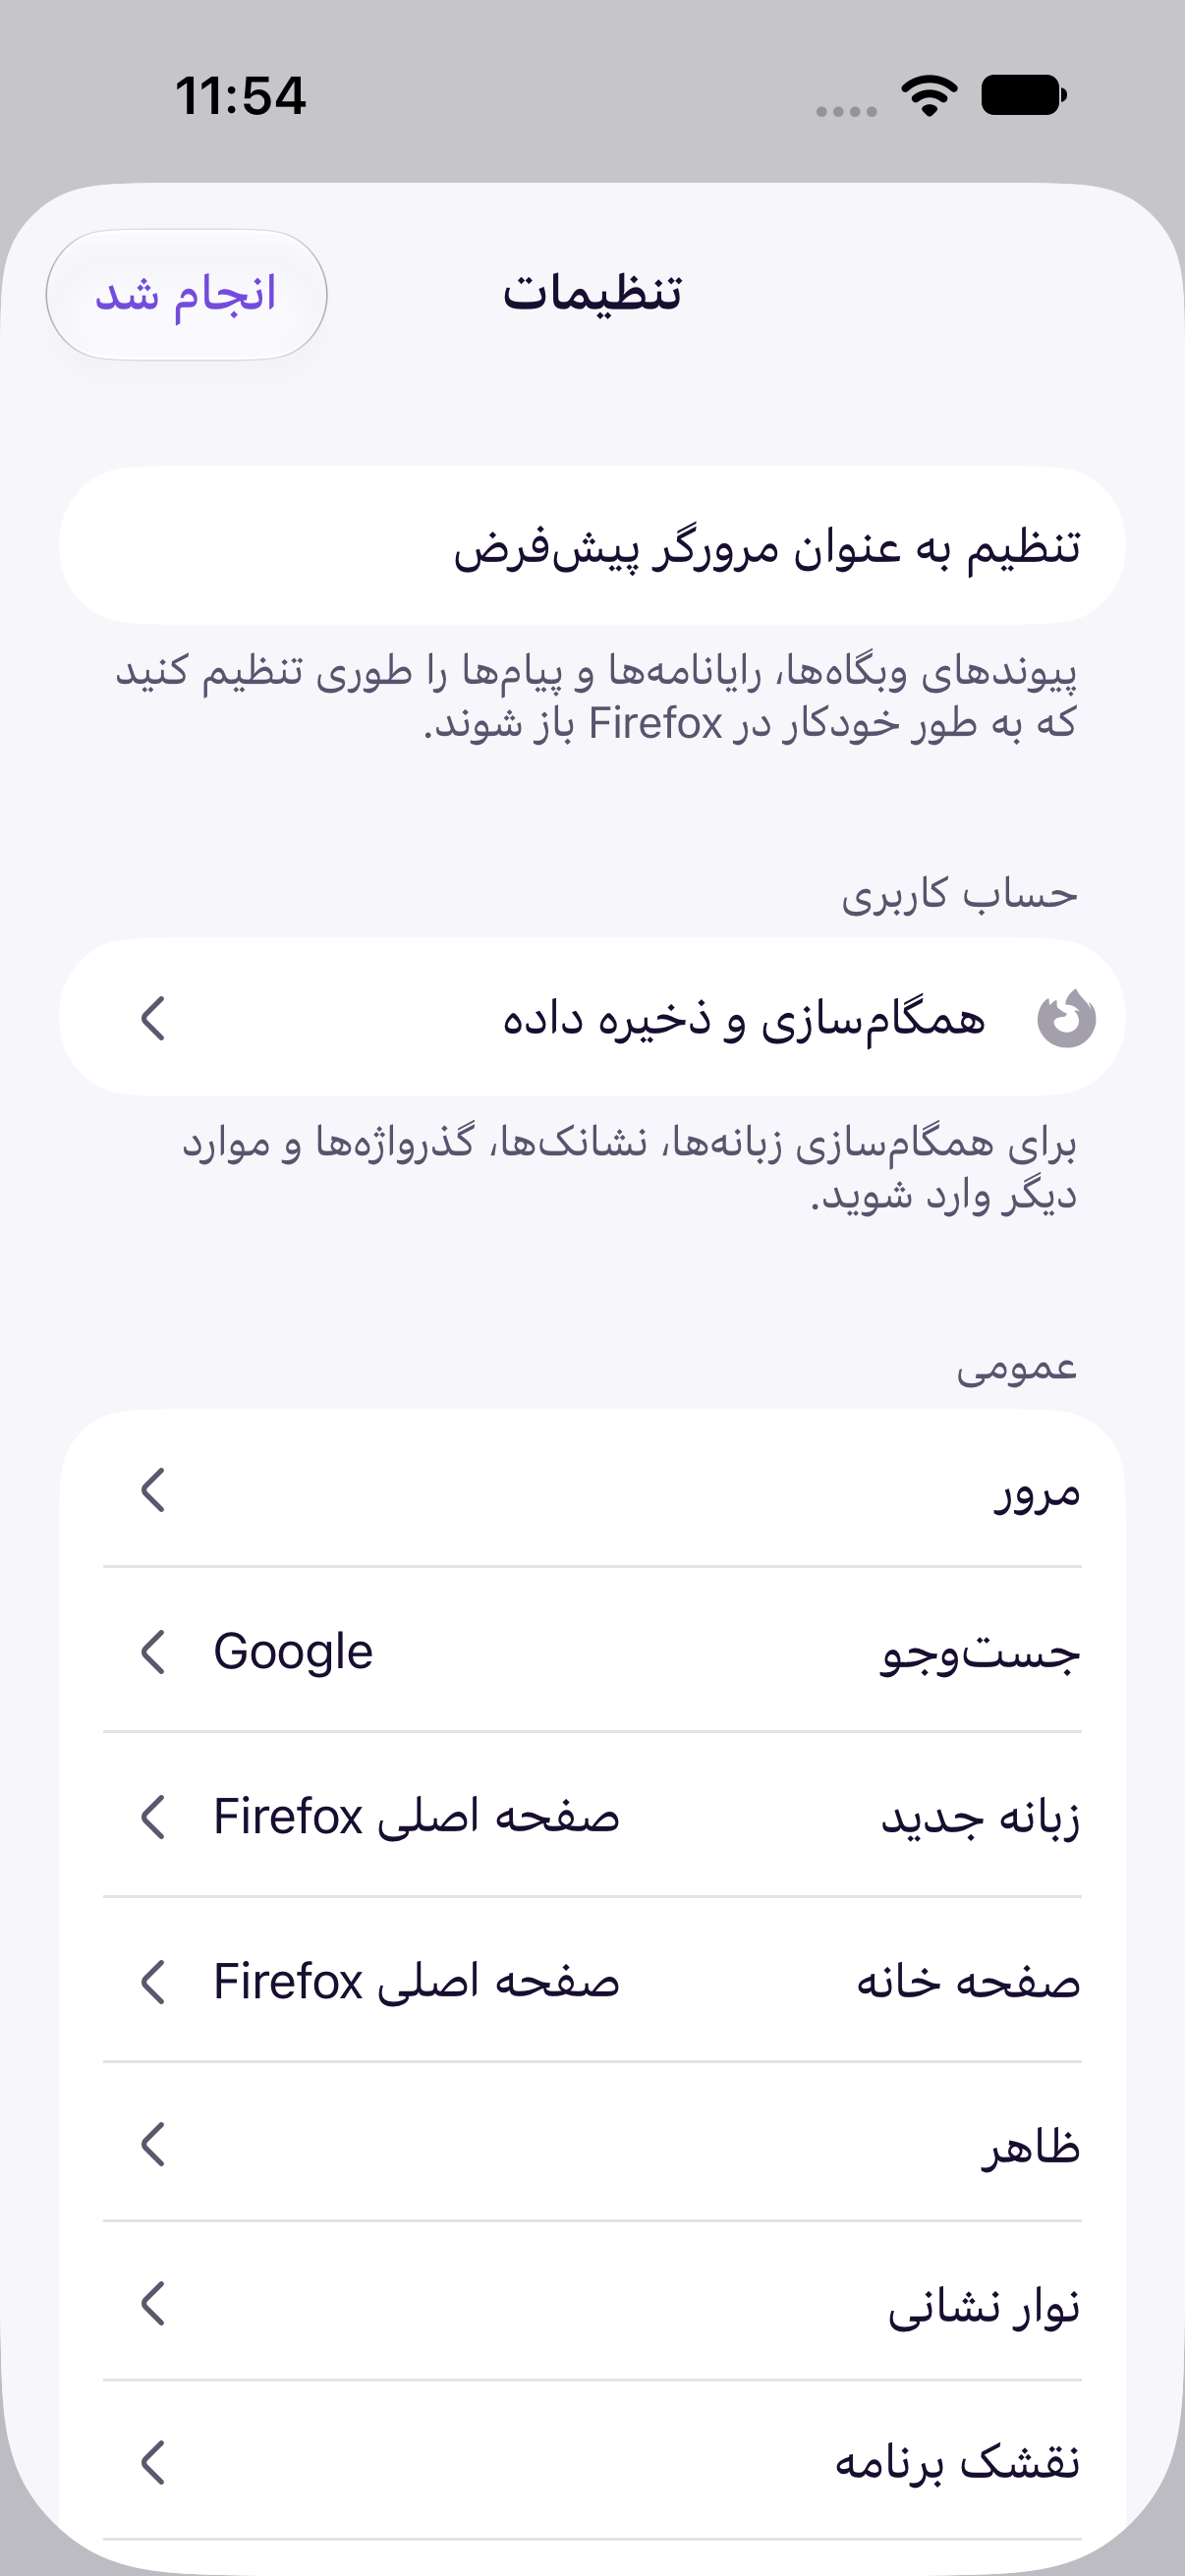 11:54
تنظیمات
انجام شد
تنظیم به عنوان مرورگر پیش‌فرض
پیوندهای وبگاه‌ها، رایانامه‌ها و پیام‌ها را طوری تنظیم کنید
که به طور خودکار در Firefox باز شوند.
حساب کاربری
همگام‌سازی و ذخیره داده
برای همگام‌سازی زبانه‌ها، نشانک‌ها، گذرواژه‌ها و موارد
دیگر وارد شوید.
عمومی
مرور
جست‌وجو Google
زبانه جدید صفحه اصلی Firefox
صفحه خانه صفحه اصلی Firefox
ظاهر
نوار نشانی
نقشک برنامه